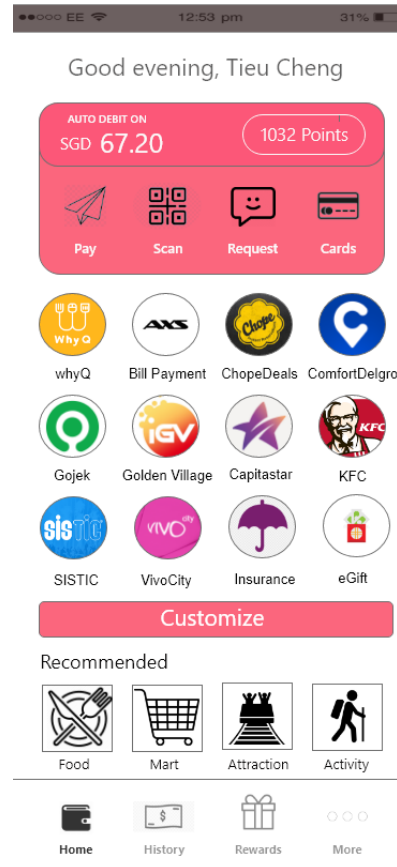 EE 12:53 pm 31%
Good evening, Tieu Cheng
AUTO DEBIT ON
SGD 67.20
1032 Points
Pay Scan Request Cards
WhyQ AXS Chope
whyQ Bill Payment ChopeDeals ComfortDelgro
iGV KFC
Gojek Golden Village Capitastar KFC
sistic VIVO city
SISTIC VivoCity Insurance eGift
Customize
Recommended
Food Mart Attraction Activity
$
Home History Rewards More